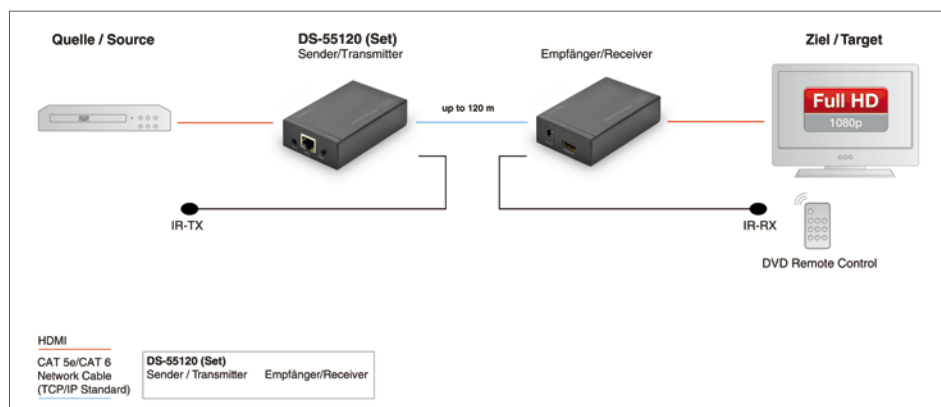 Quelle / Source
DS-55120 (Set)
Sender/Transmitter
Empfänger/Receiver
Ziel / Target
up to 120 m
Full HD
1080p
IR-TX
IR-RX
DVD Remote Control
HDMI
CAT 5e/CAT 6
Network Cable
(TCP/IP Standard)
DS-55120 (Set)
Sender / Transmitter Empfänger/Receiver